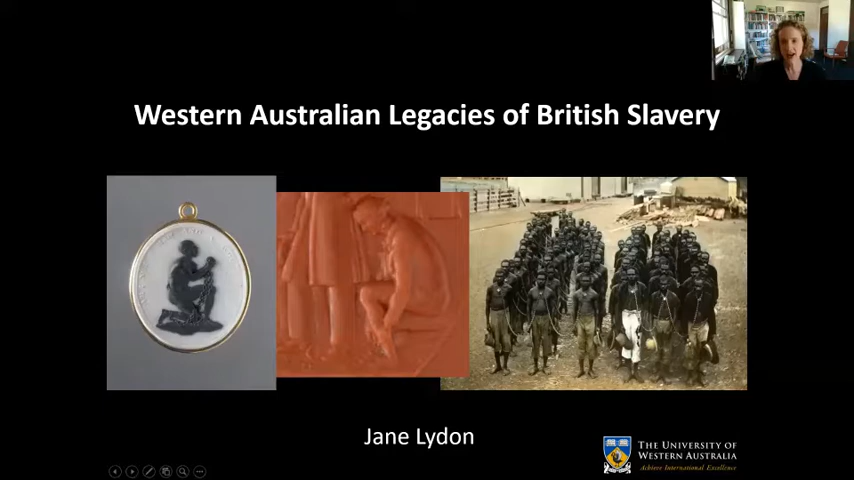 Western Australian Legacies of British Slavery
Jane Lydon
THE UNIVERSITY OF
WESTERN AUSTRALIA
Achieve International Excellence